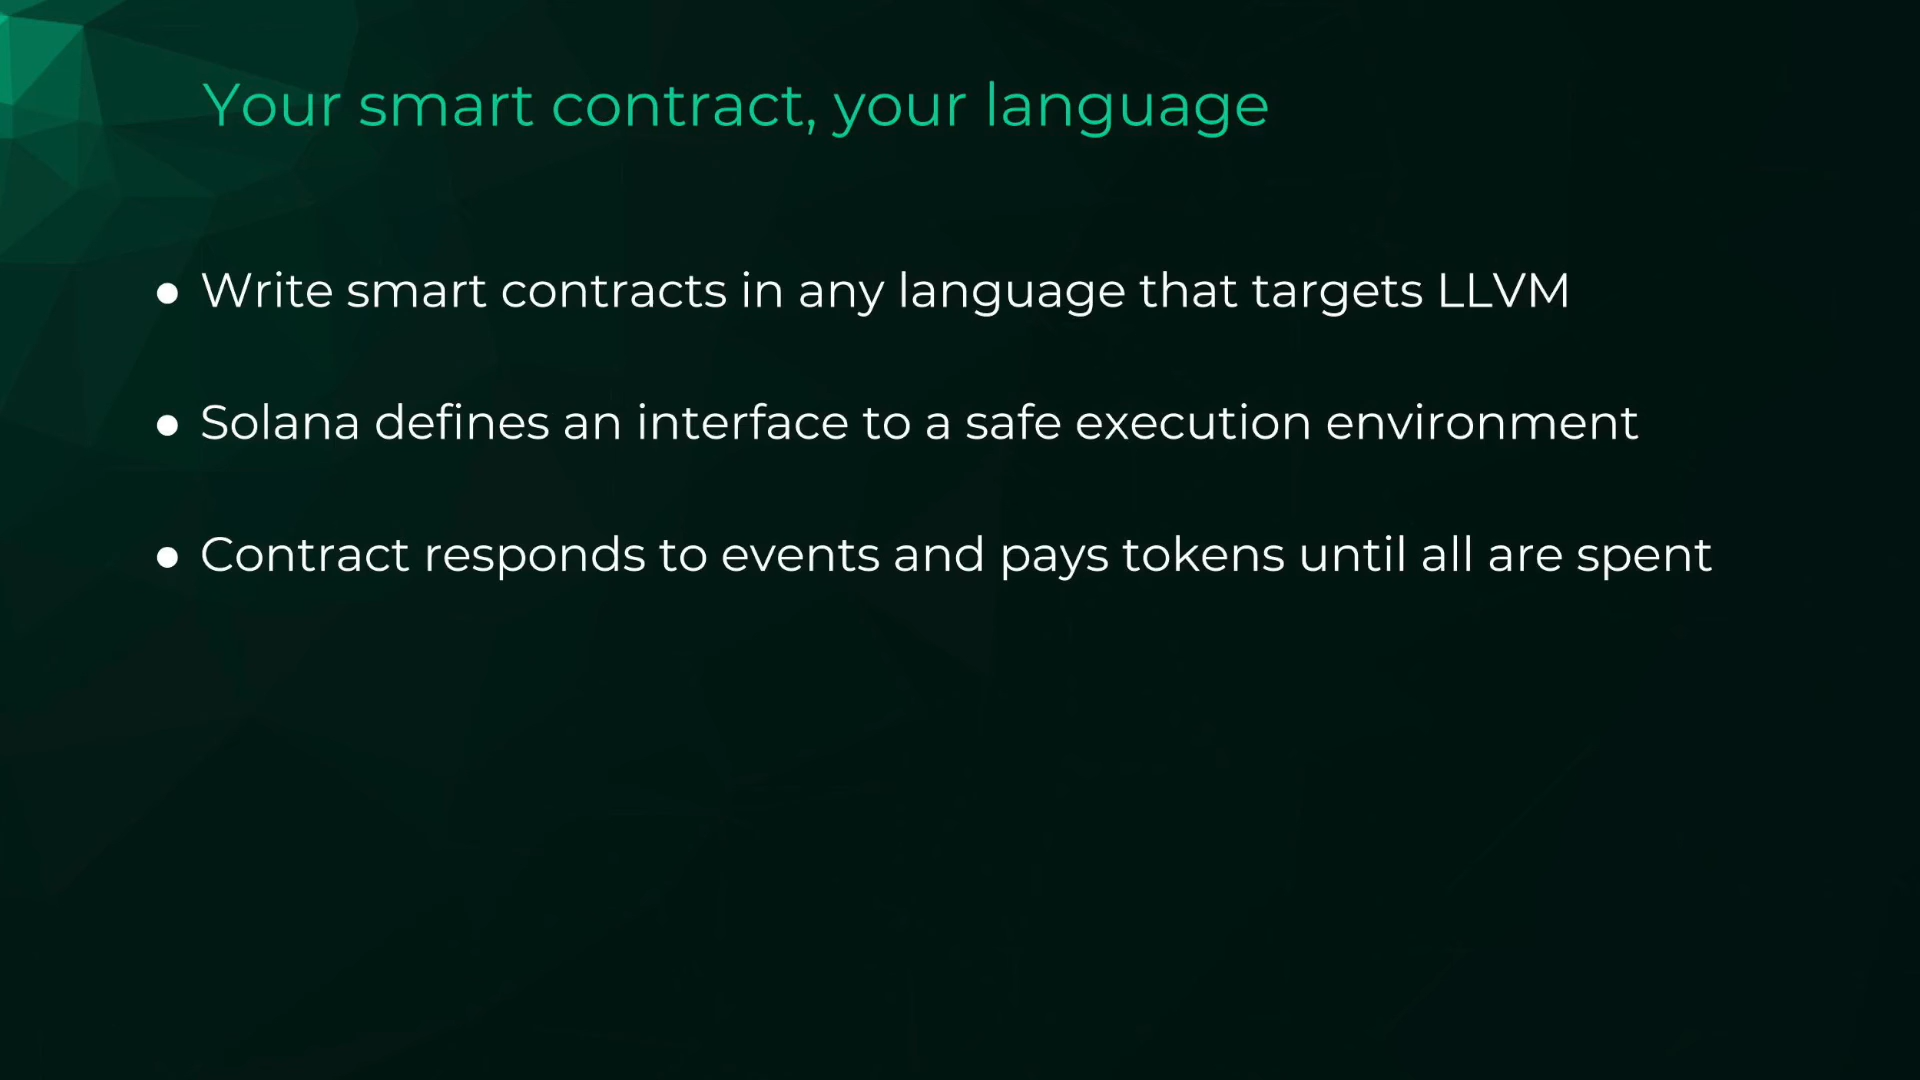 Your smart contract, your language
● Write smart contracts in any language that targets LLVM
● Solana defines an interface to a safe execution environment
● Contract responds to events and pays tokens until all are spent